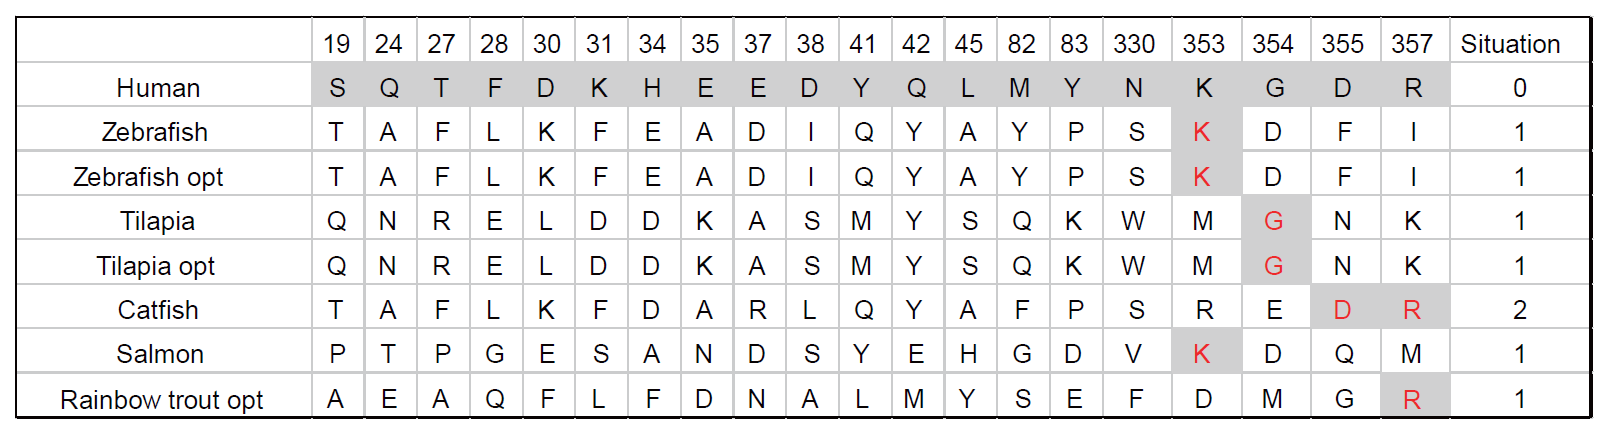 19 24 27 28 30 31 34 35 37 38 41 42 45 82 83 330 353 354 355 357 Situation
Human S Q T F D K H E E D Y Q L M Y N K G D R 0
Zebrafish T A F L K F E A D I Q Y A Y P S K D F I 1
Zebrafish opt T A F L K F E A D I Q Y A Y P S K D F I 1
Tilapia Q N R E L D D K A S M Y S Q K W M G N K 1
Tilapia opt Q N R E L D D K A S M Y S Q K W M G N K 1
Catfish T A F L K F D A R L Q Y A F P S R E D R 2
Salmon P T P G E S A N D S Y E H G D V K D Q M 1
Rainbow trout opt A E A Q F L F D N A L M Y S E F D M G R 1